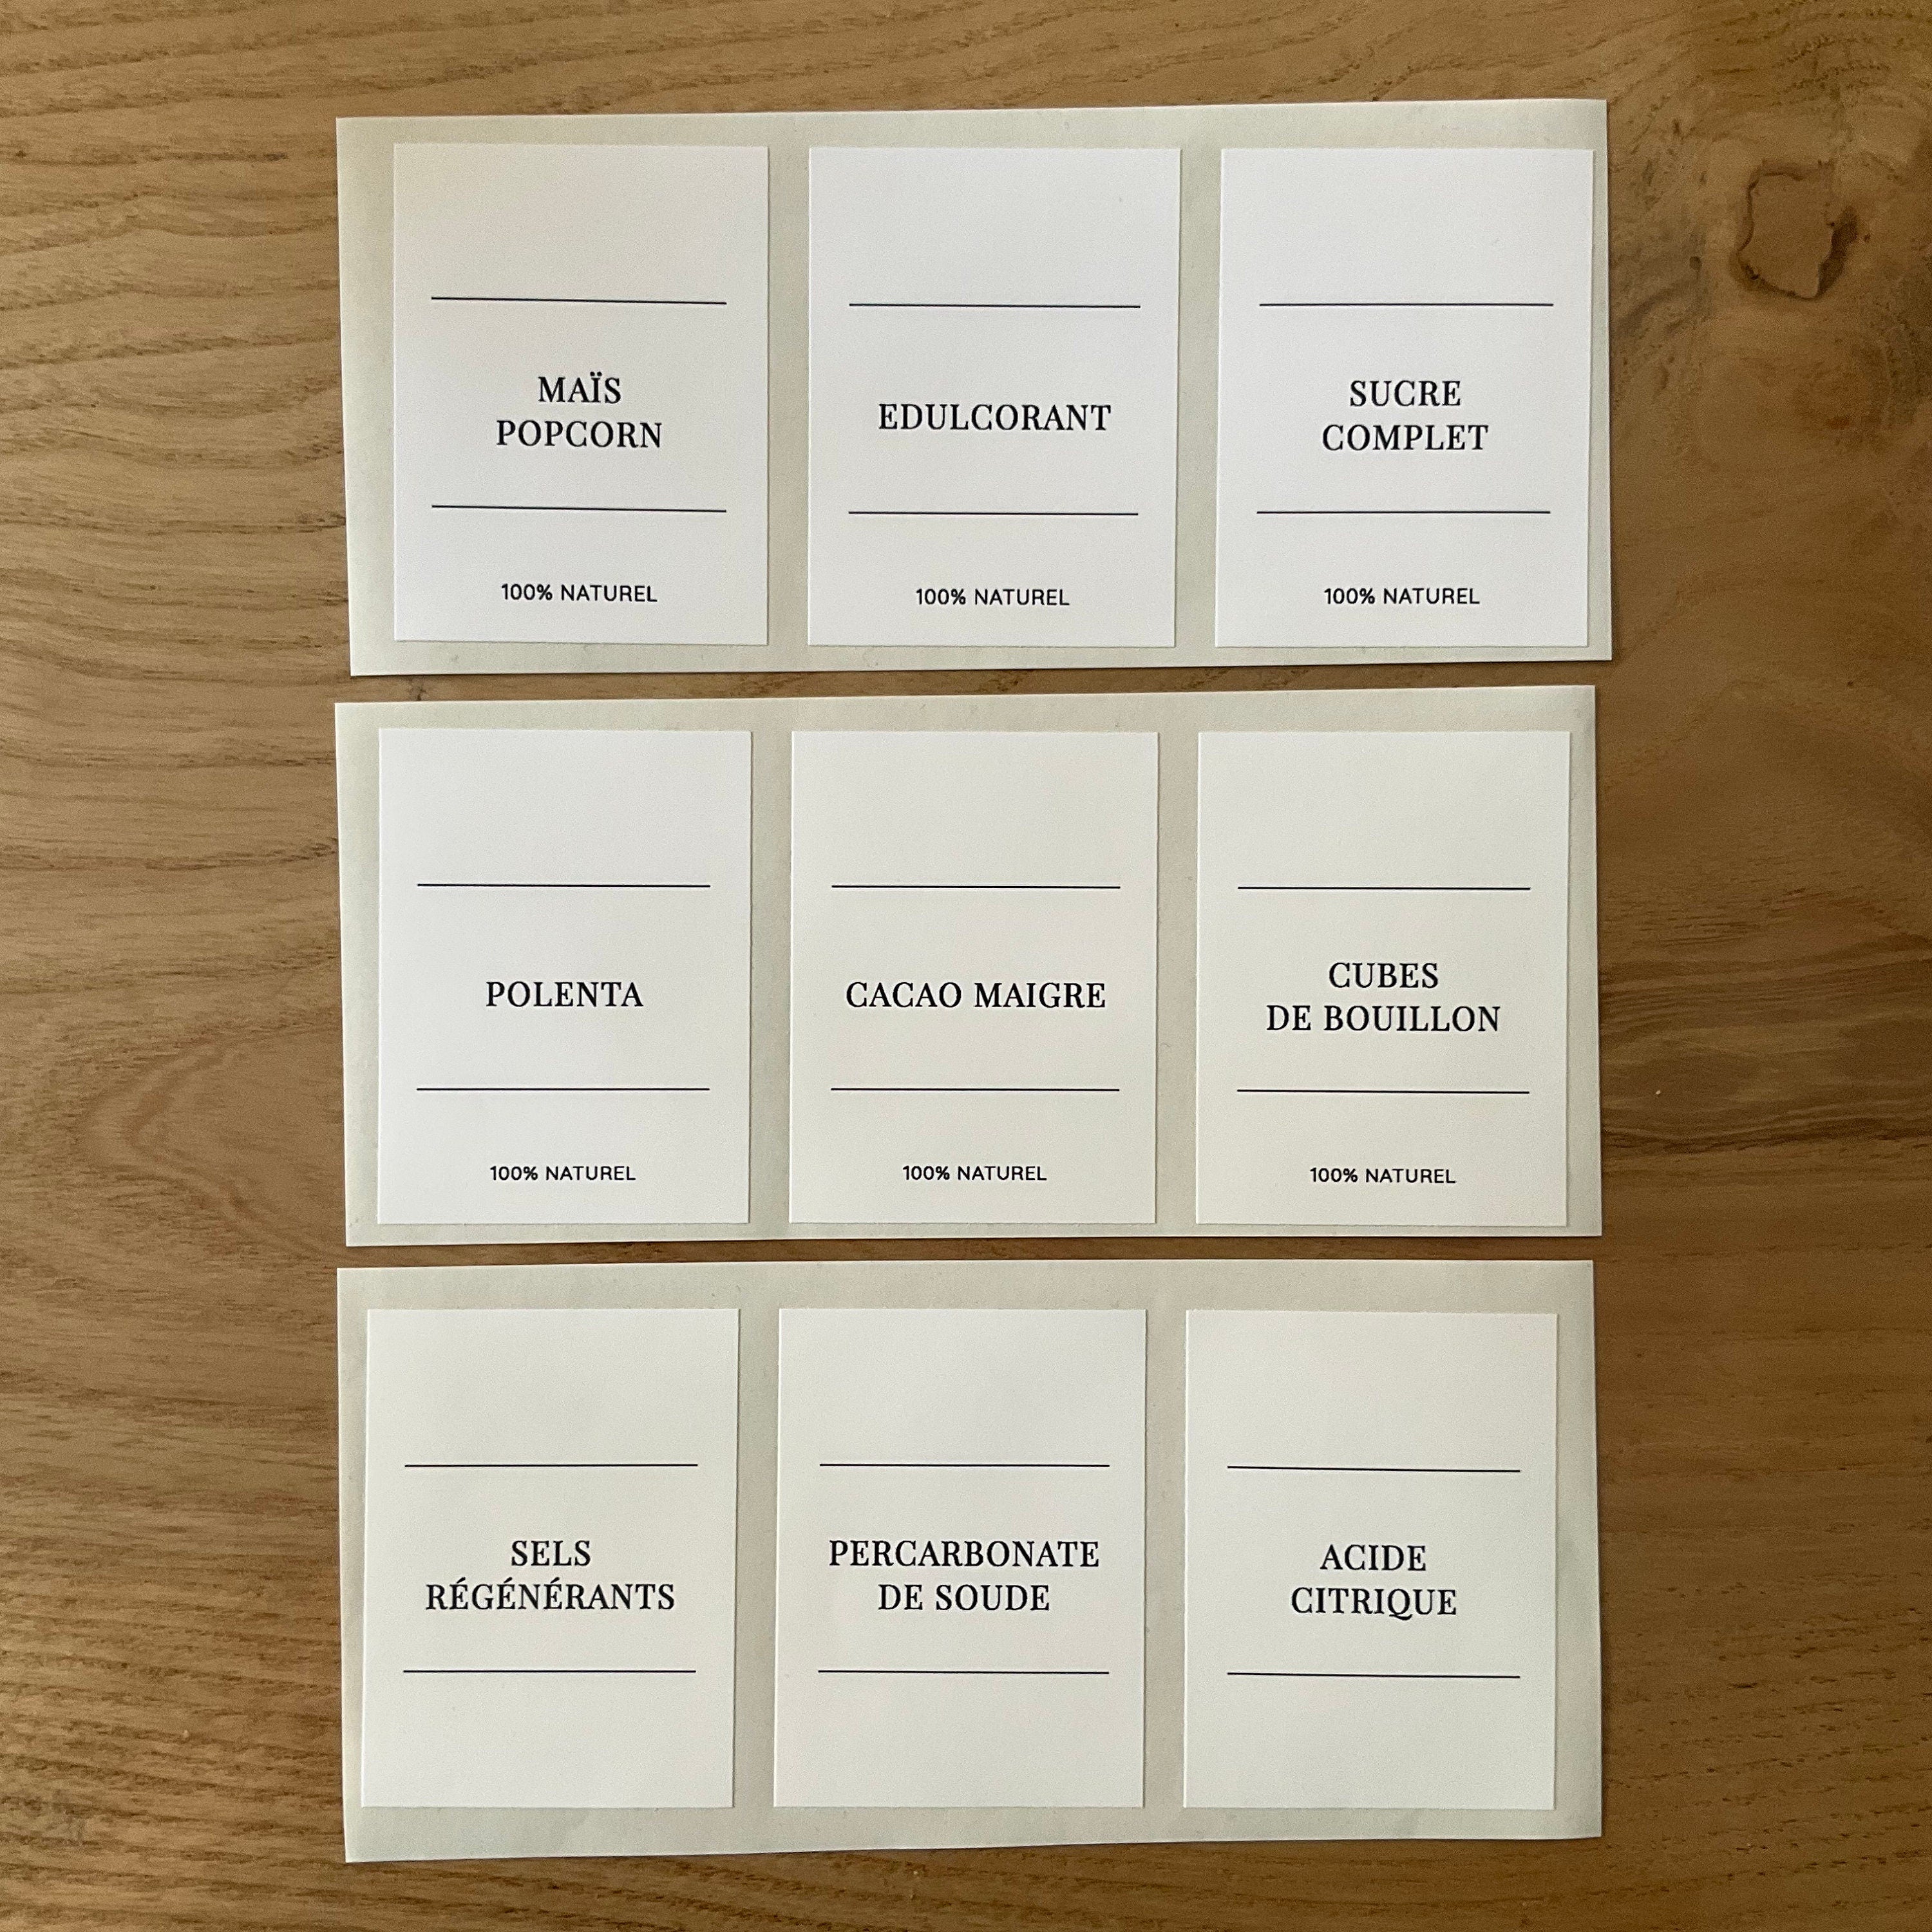 MAÏS
POPCORN
100% NATUREL
EDULCORANT
100% NATUREL
SUCRE
COMPLET
100% NATUREL
POLENTA
100% NATUREL
CACAO MAIGRE
100% NATUREL
CUBES
DE BOUILLON
100% NATUREL
SELS
RÉGÉNÉRANTS
PERCARBONATE
DE SOUDE
ACIDE
CITRIQUE